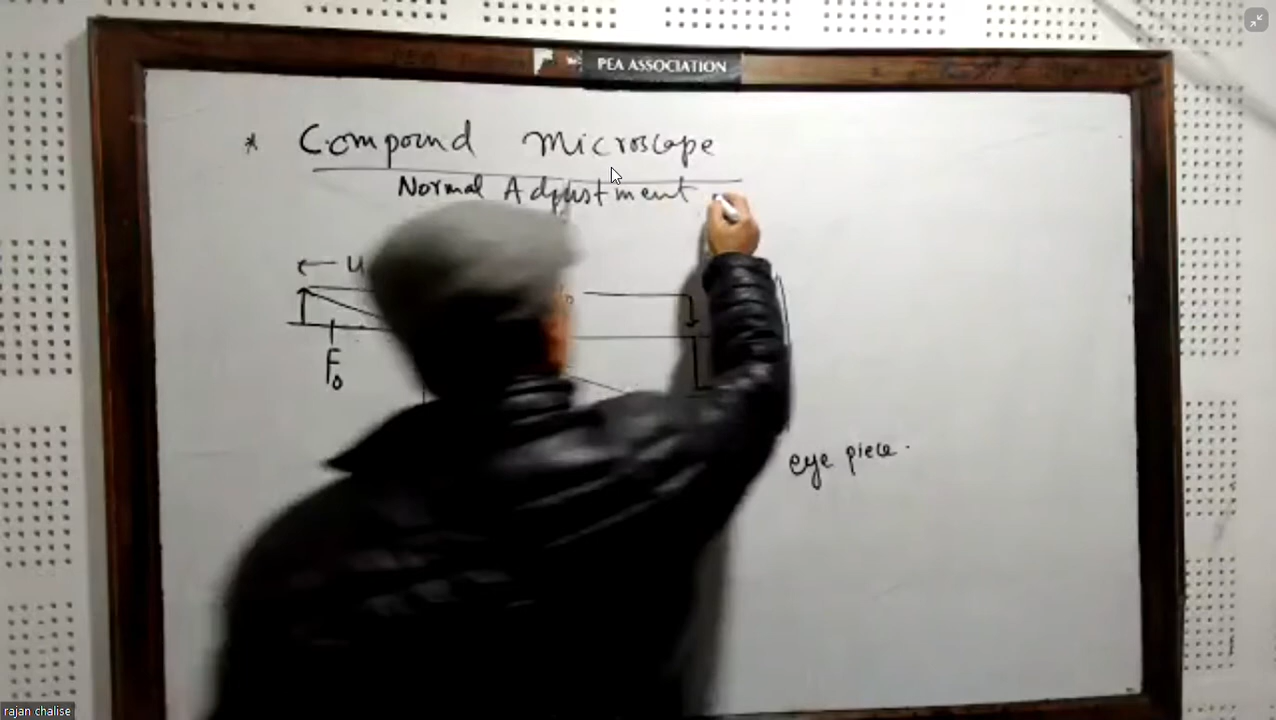 PEA ASSOCIATION
* Compound Microscope
Normal Adjustment
← u
F₀
eye piece.
rajan chalise